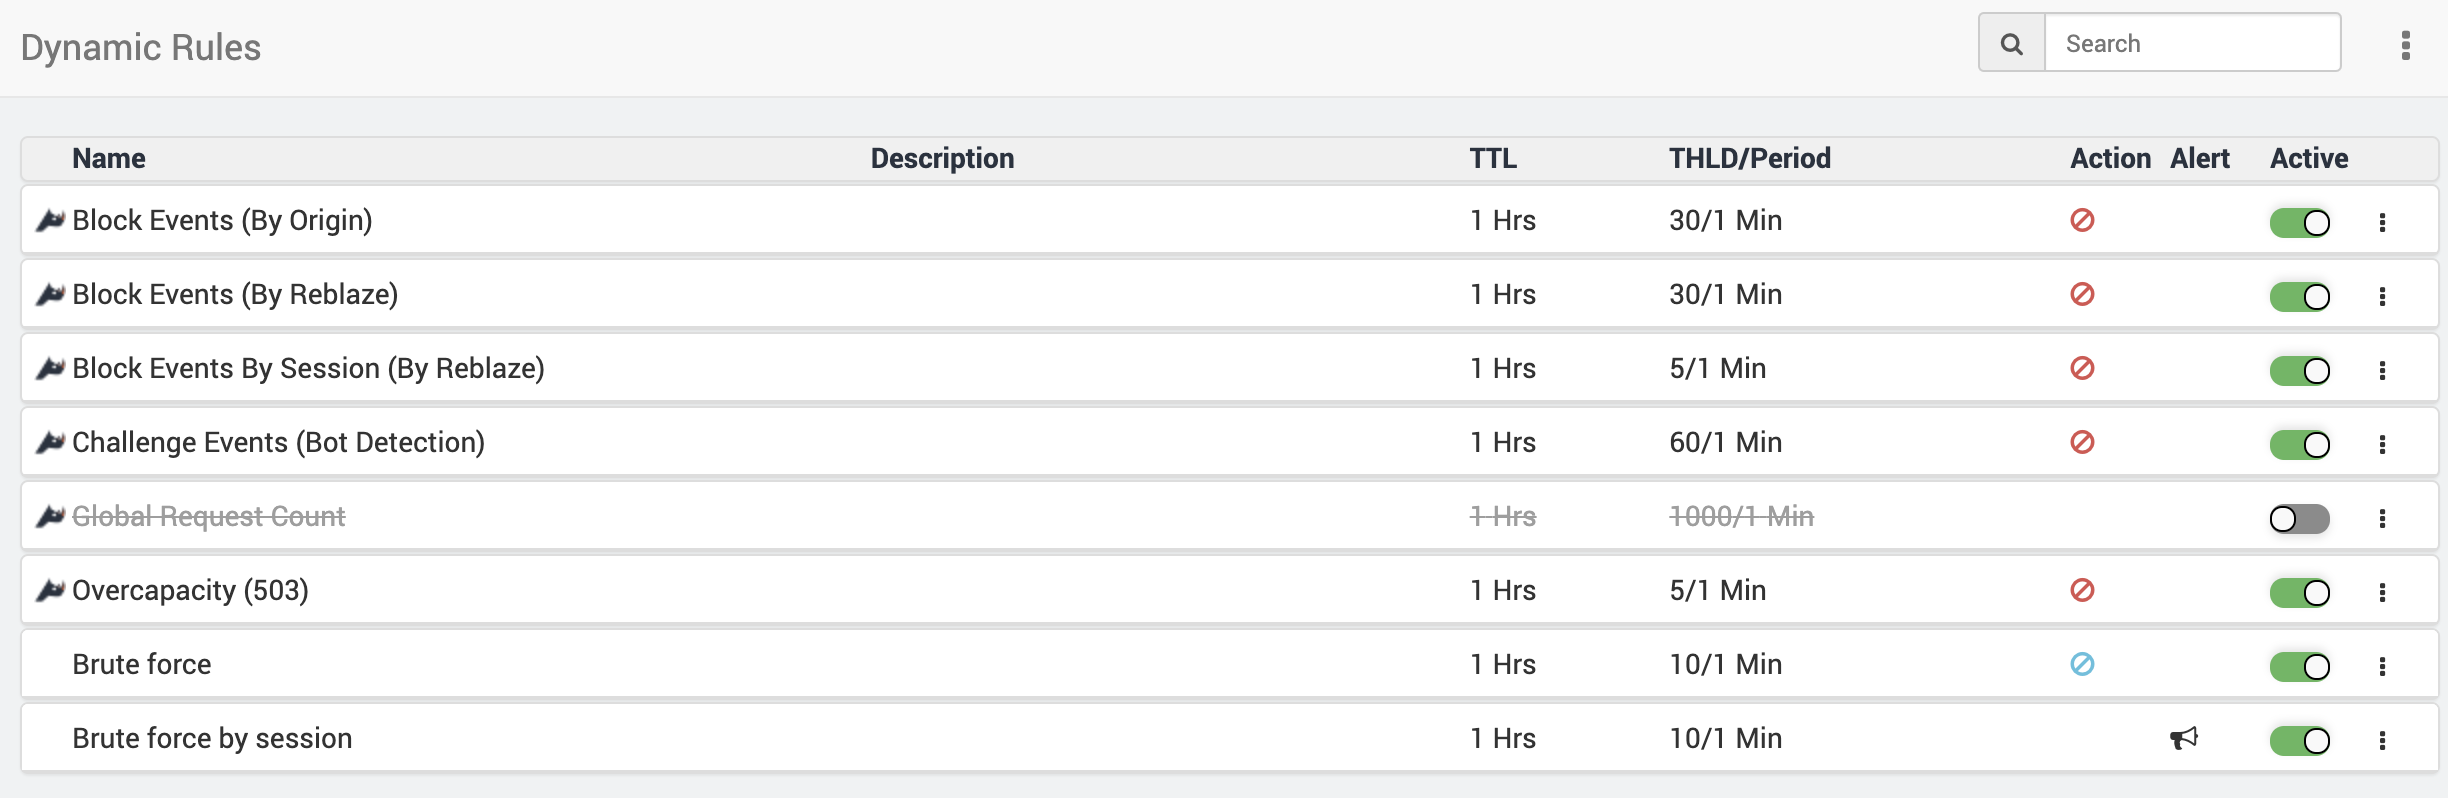 Dynamic Rules Search
Name Description TTL THLD/Period Action Alert Active
Block Events (By Origin) 1 Hrs 30/1 Min
Block Events (By Reblaze) 1 Hrs 30/1 Min
Block Events By Session (By Reblaze) 1 Hrs 5/1 Min
Challenge Events (Bot Detection) 1 Hrs 60/1 Min
Global Request Count 1 Hrs 1000/1 Min
Overcapacity (503) 1 Hrs 5/1 Min
Brute force 1 Hrs 10/1 Min
Brute force by session 1 Hrs 10/1 Min